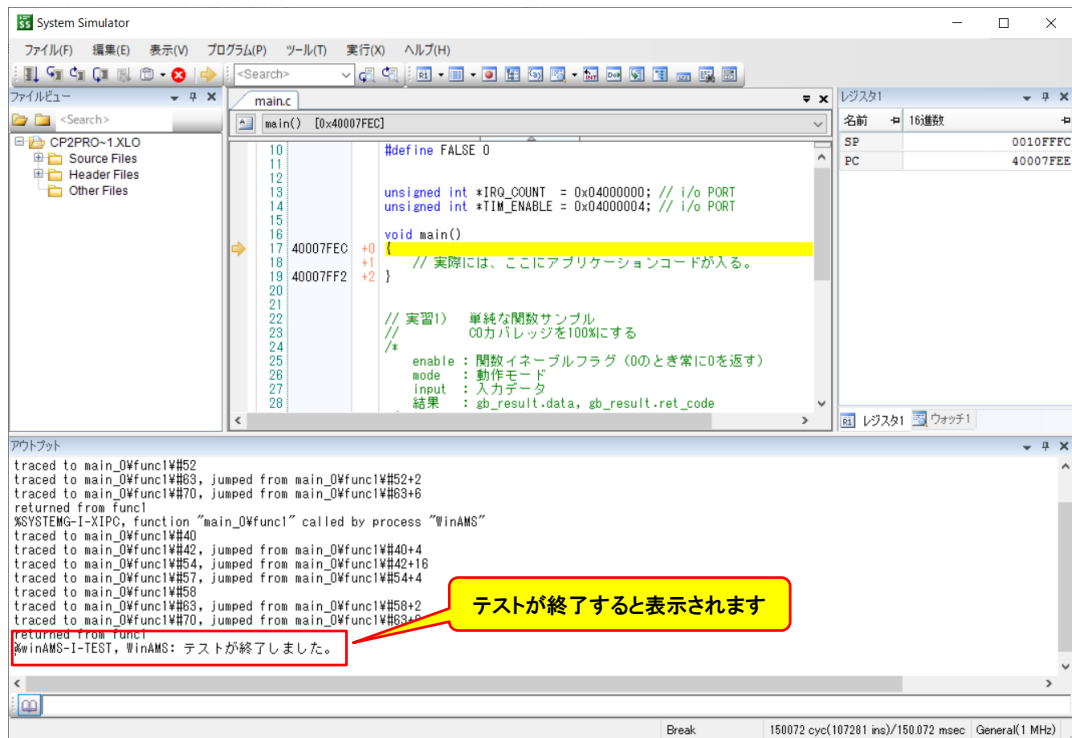 System Simulator
ファイル(F) 編集(E) 表示(V) プログラム(P) ツール(T) 実行(X) ヘルプ(H)
<Search>
ファイルビュー
<Search>
CP2PRO~1.XLO
Source Files
Header Files
Other Files
main.c
main() [0x40007FEC]
10 #define FALSE 0
11
12
13 unsigned int *IRQ_COUNT = 0x04000000; // i/o PORT
14 unsigned int *TIM_ENABLE = 0x04000004; // i/o PORT
15
16 void main()
17 40007FEC +0 {
18 +1 // 実際には、ここにアプリケーションコードが入る。
19 40007FF2 +2 }
20
21
22 // 実習1) 単純な関数サンプル
23 // C0カバレッジを100%にする
24 /*
25 enable : 関数イネーブルフラグ (0のとき常に0を返す)
26 mode : 動作モード
27 input : 入力データ
28 結果 : gb_result.data, gb_result.ret_code
レジスタ1
名前 16進数
SP 0010FFFC
PC 40007FEE
レジスタ1 ウォッチ1
アウトプット
traced to main_0¥func1¥#52
traced to main_0¥func1¥#63, jumped from main_0¥func1¥#52+2
traced to main_0¥func1¥#70, jumped from main_0¥func1¥#63+6
returned from func1
%SYSTEMG-I-XIPC, function "main_0¥func1" called by process "WinAMS"
traced to main_0¥func1¥#40
traced to main_0¥func1¥#42, jumped from main_0¥func1¥#40+4
traced to main_0¥func1¥#54, jumped from main_0¥func1¥#42+16
traced to main_0¥func1¥#57, jumped from main_0¥func1¥#54+4
traced to main_0¥func1¥#58
traced to main_0¥func1¥#63, jumped from main_0¥func1¥#58+2
traced to main_0¥func1¥#70, jumped from main_0¥func1¥#63+6
returned from func1
%winAMS-I-TEST, WinAMS: テストが終了しました。
テストが終了すると表示されます
Break 150072 cyc(107281 ins)/150.072 msec General(1 MHz)